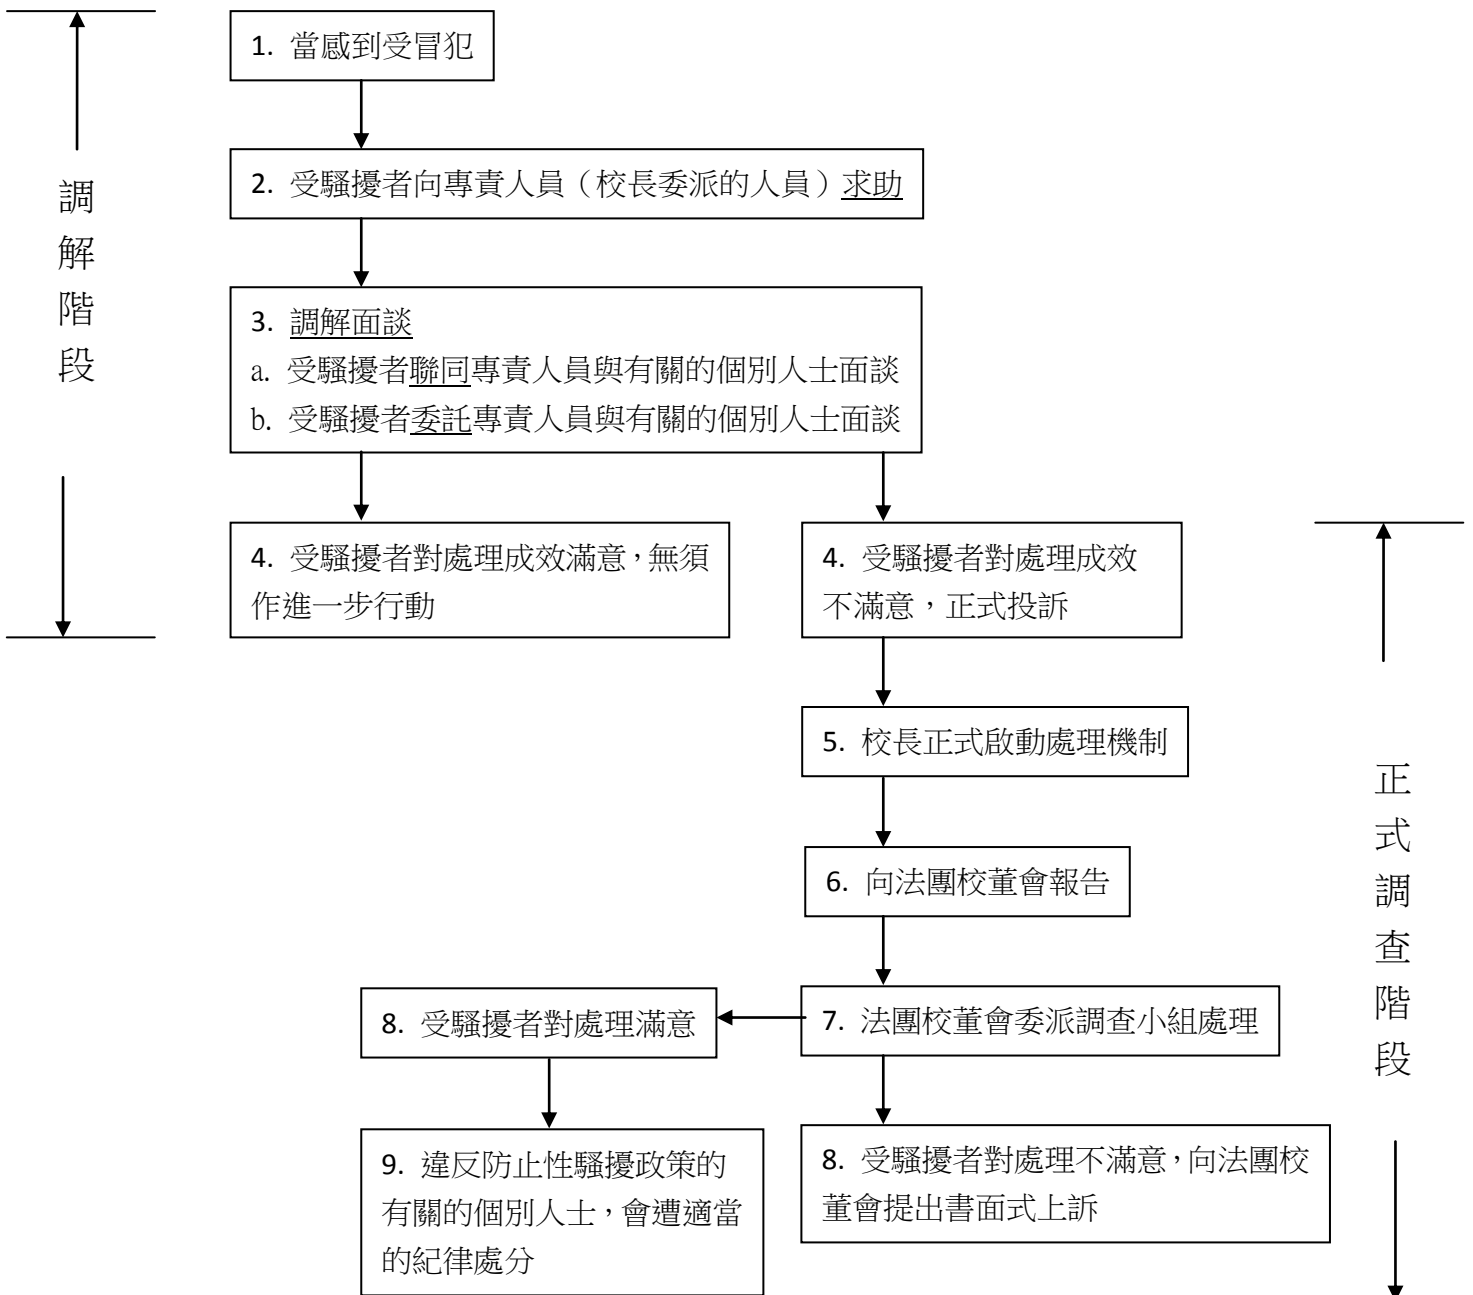 1. 當感到受冒犯
2. 受騷擾者向專責人員（校長委派的人員）求助
調解階段
3. 調解面談
a. 受騷擾者聯同專責人員與有關的個別人士面談
b. 受騷擾者委託專責人員與有關的個別人士面談
4. 受騷擾者對處理成效滿意，無須
作進一步行動
4. 受騷擾者對處理成效
不滿意，正式投訴
5. 校長正式啟動處理機制
正式調查階段
6. 向法團校董會報告
8. 受騷擾者對處理滿意
7. 法團校董會委派調查小組處理
9. 違反防止性騷擾政策的
有關的個別人士，會遭適當
的紀律處分
8. 受騷擾者對處理不滿意，向法團校
董會提出書面式上訴